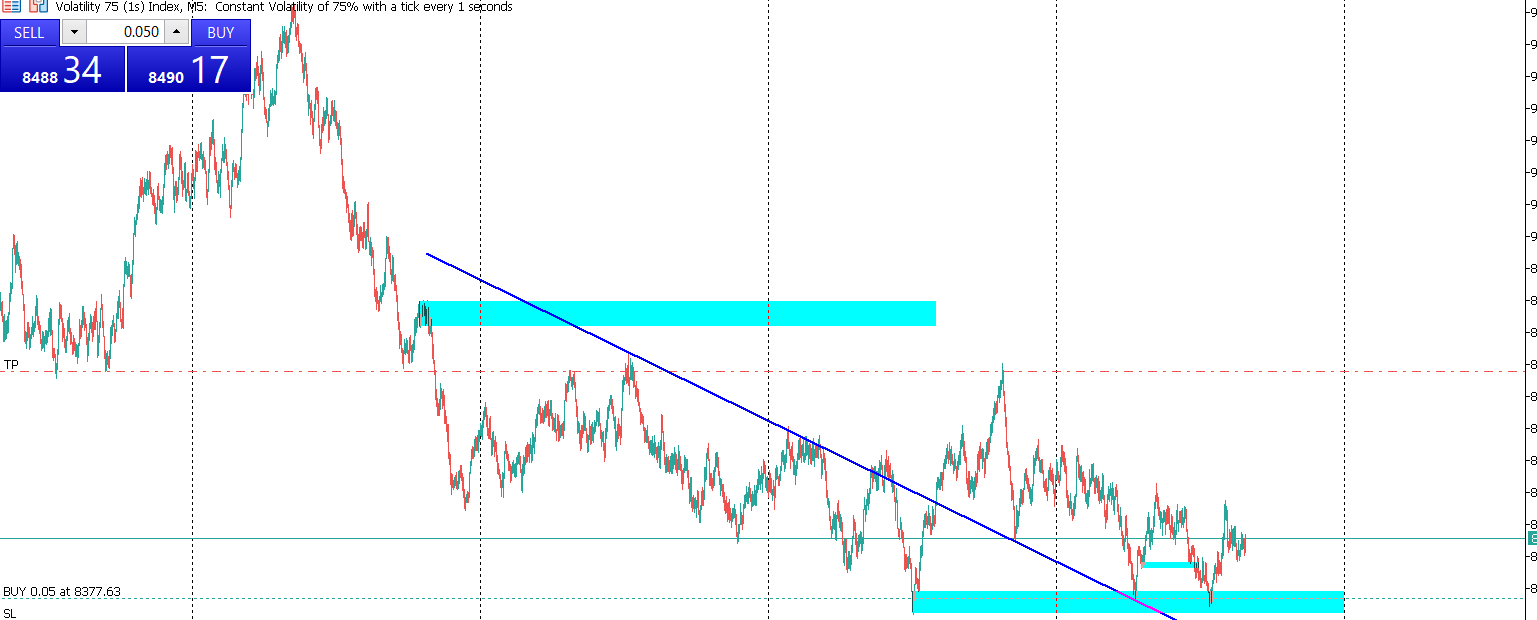 Volatility 75 (1s) Index, M5: Constant Volatility of 75% with a tick every 1 seconds
SELL 0.050 BUY
8488 34 8490 17
TP
BUY 0.05 at 8377.63
SL